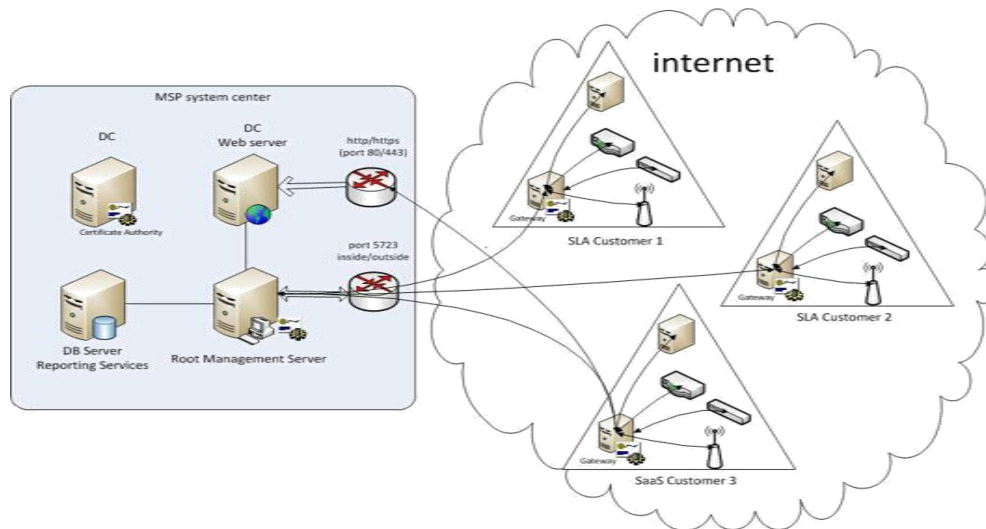 internet
MSP system center
DC
DC
Web server
http/https
(port 80/443)
Certificate Authority
port 5723
inside/outside
DB Server
Reporting Services
Root Management Server
Gateway
SLA Customer 1
Gateway
SLA Customer 2
Gateway
SaaS Customer 3